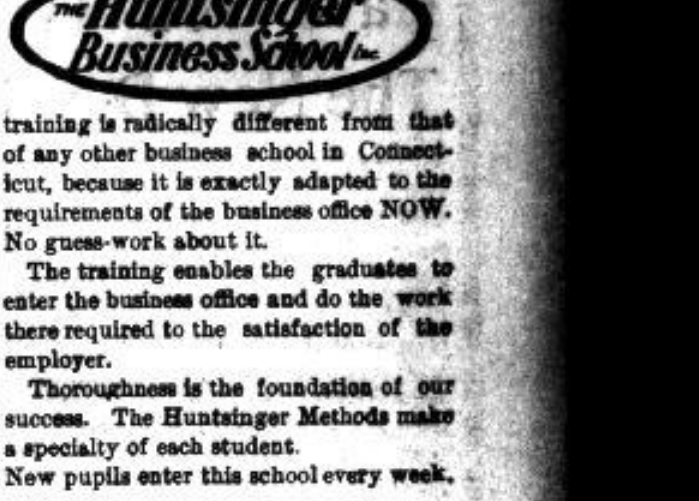 THE Huntsinger
Business School Inc.
training is radically different from that
of any other business school in Connect-
icut, because it is exactly adapted to the
requirements of the business office NOW.
No guess-work about it.
The training enables the graduates to
enter the business office and do the work
there required to the satisfaction of the
employer.
Thoroughness is the foundation of our
success. The Huntsinger Methods make
a specialty of each student.
New pupils enter this school every week.